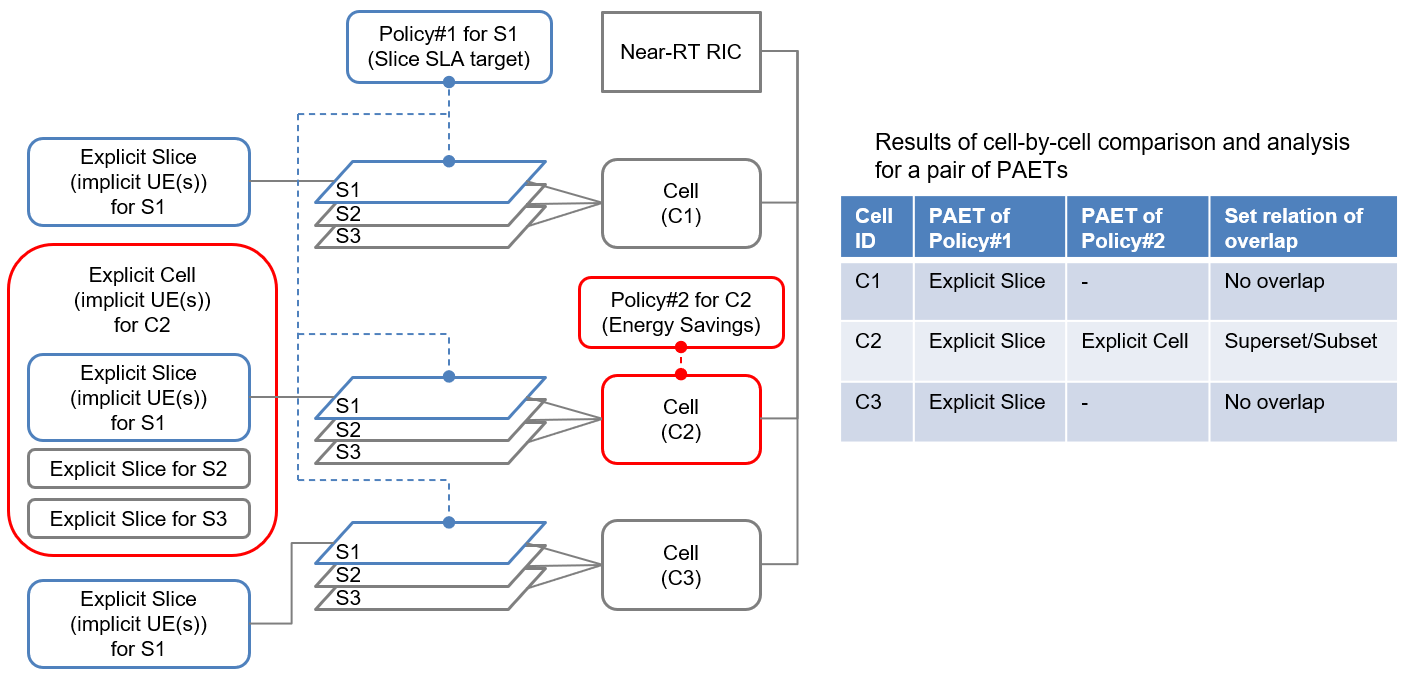 Policy#1 for S1
(Slice SLA target)
Near-RT RIC
Explicit Slice
(implicit UE(s))
for S1
S1
S2
S3
Cell
(C1)
Explicit Cell
(implicit UE(s))
for C2
Policy#2 for C2
(Energy Savings)
Explicit Slice
(implicit UE(s))
for S1
Explicit Slice for S2
Explicit Slice for S3
S1
S2
S3
Cell
(C2)
Explicit Slice
(implicit UE(s))
for S1
S1
S2
S3
Cell
(C3)
Results of cell-by-cell comparison and analysis
for a pair of PAETs
Cell ID | PAET of Policy#1 | PAET of Policy#2 | Set relation of overlap
C1 | Explicit Slice | - | No overlap
C2 | Explicit Slice | Explicit Cell | Superset/Subset
C3 | Explicit Slice | - | No overlap